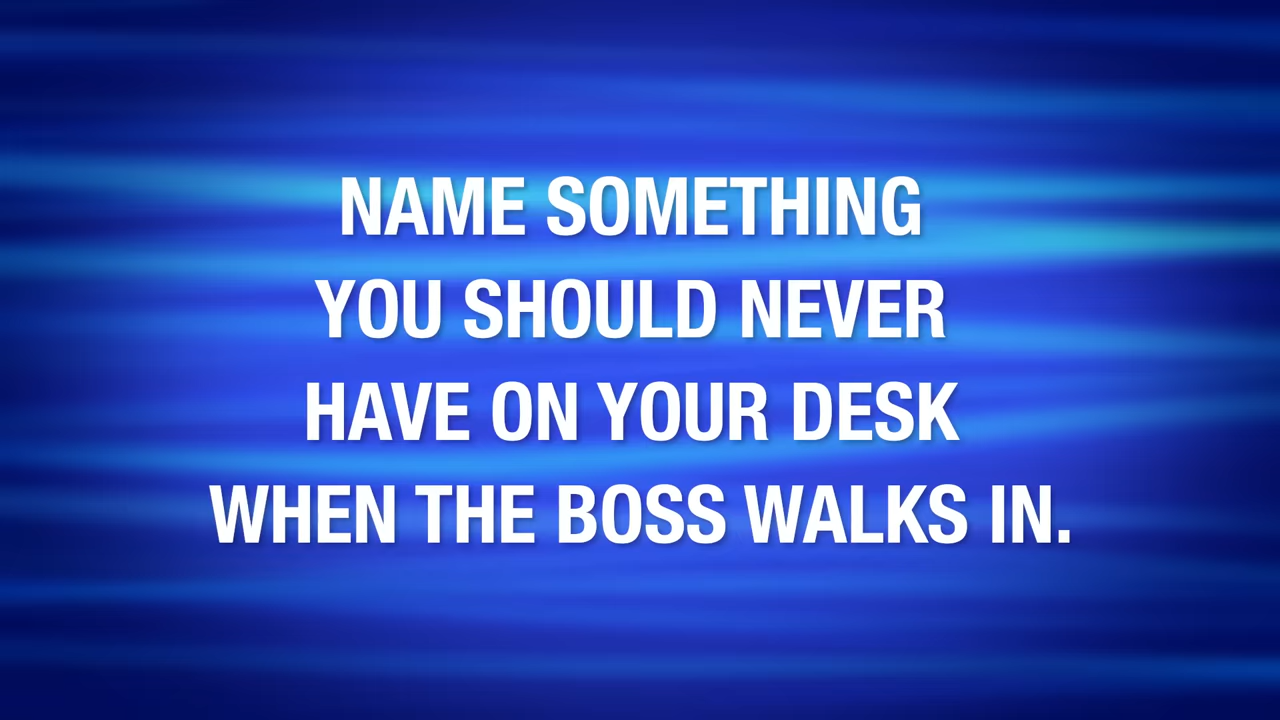 NAME SOMETHING
YOU SHOULD NEVER
HAVE ON YOUR DESK
WHEN THE BOSS WALKS IN.